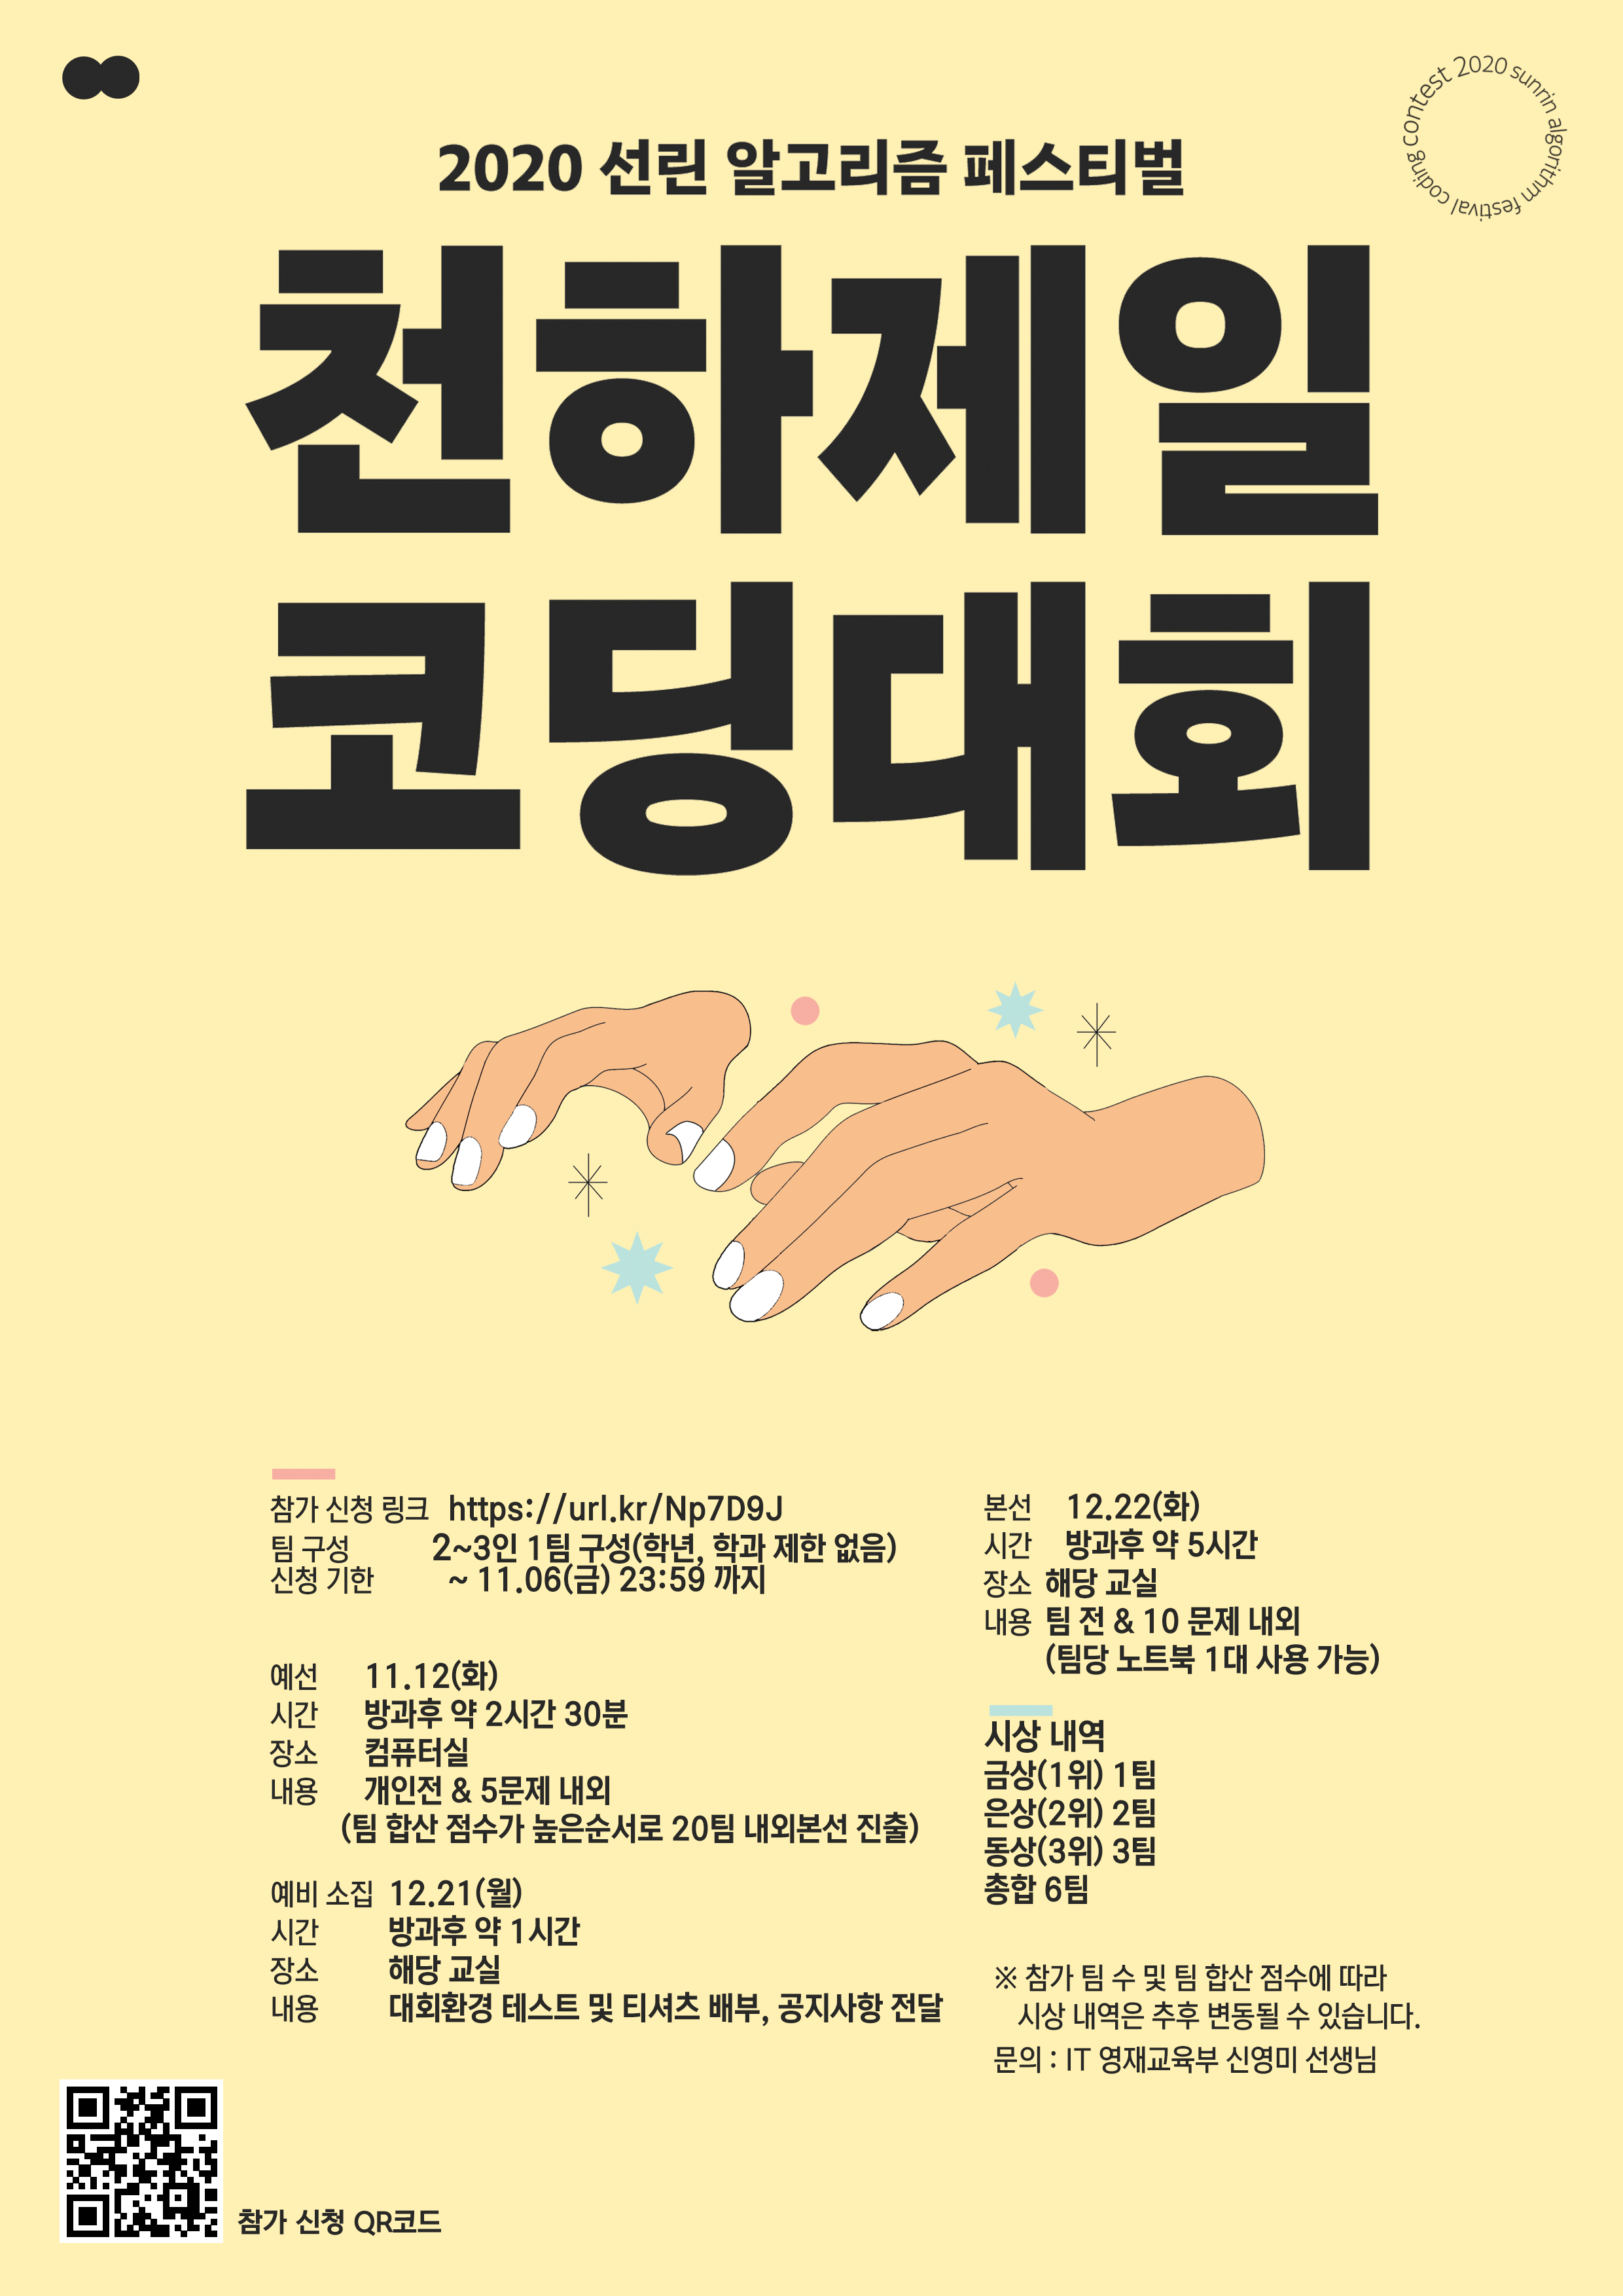 contest 2020 sunrin algorithm festival coding
2020 선린 알고리즘 페스티벌
천하제일
코딩대회
참가 신청 링크 https://url.kr/Np7D9J
팀 구성 2~3인 1팀 구성(학년, 학과 제한 없음)
신청 기한 ~ 11.06(금) 23:59 까지
예선 11.12(화)
시간 방과후 약 2시간 30분
장소 컴퓨터실
내용 개인전 & 5문제 내외
(팀 합산 점수가 높은순서로 20팀 내외본선 진출)
예비 소집 12.21(월)
시간 방과후 약 1시간
장소 해당 교실
내용 대회환경 테스트 및 티셔츠 배부, 공지사항 전달
본선 12.22(화)
시간 방과후 약 5시간
장소 해당 교실
내용 팀 전 & 10 문제 내외
(팀당 노트북 1대 사용 가능)
시상 내역
금상(1위) 1팀
은상(2위) 2팀
동상(3위) 3팀
총합 6팀
※ 참가 팀 수 및 팀 합산 점수에 따라
시상 내역은 추후 변동될 수 있습니다.
문의 : IT 영재교육부 신영미 선생님
참가 신청 QR코드